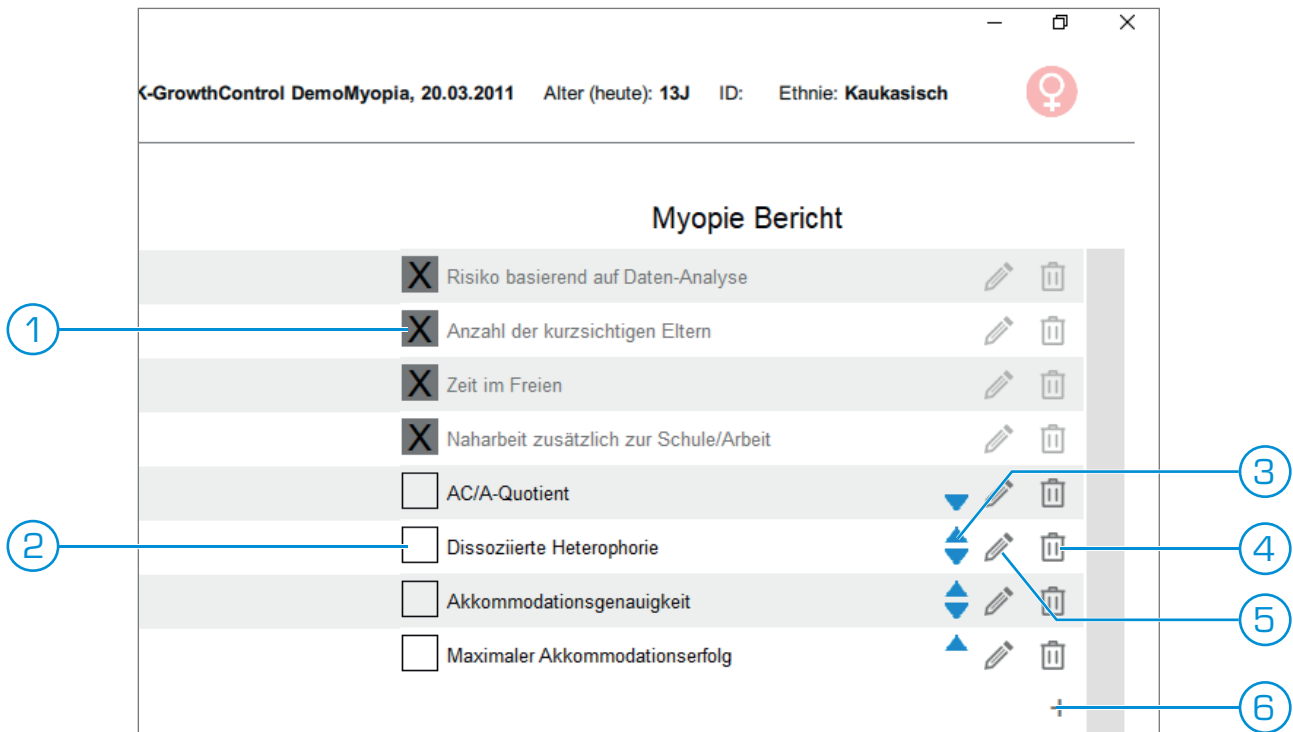 K-GrowthControl DemoMyopia, 20.03.2011 Alter (heute): 13J ID: Ethnie: Kaukasisch
Myopie Bericht
X Risiko basierend auf Daten-Analyse
1 X Anzahl der kurzsichtigen Eltern
X Zeit im Freien
X Naharbeit zusätzlich zur Schule/Arbeit
3
AC/A-Quotient
2 Dissoziierte Heterophorie 4
Akkommodationsgenauigkeit 5
Maximaler Akkommodationserfolg
6